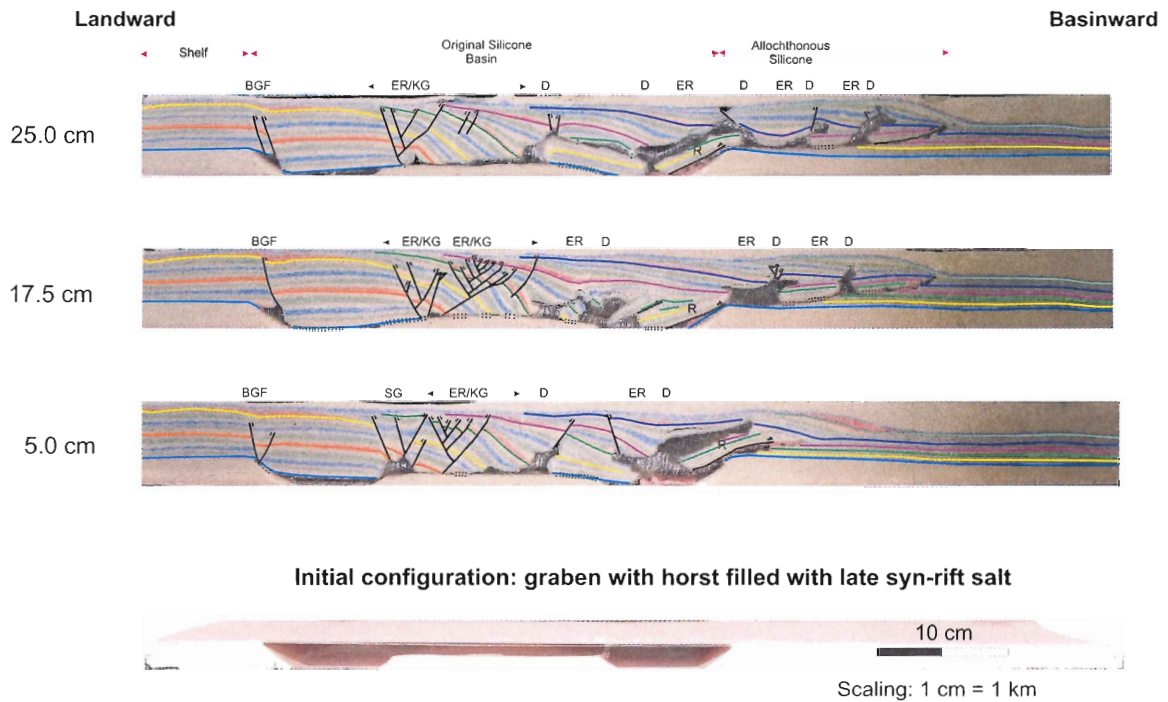 Landward
Basinward
Shelf
Original Silicone
Basin
Allochthonous
Silicone
BGF ER/KG D D ER D ER D ER D
25.0 cm
R
BGF ER/KG ER/KG ER D ER D ER D
17.5 cm
R
BGF SG ER/KG D ER D
5.0 cm
R
Initial configuration: graben with horst filled with late syn-rift salt
10 cm
Scaling: 1 cm = 1 km